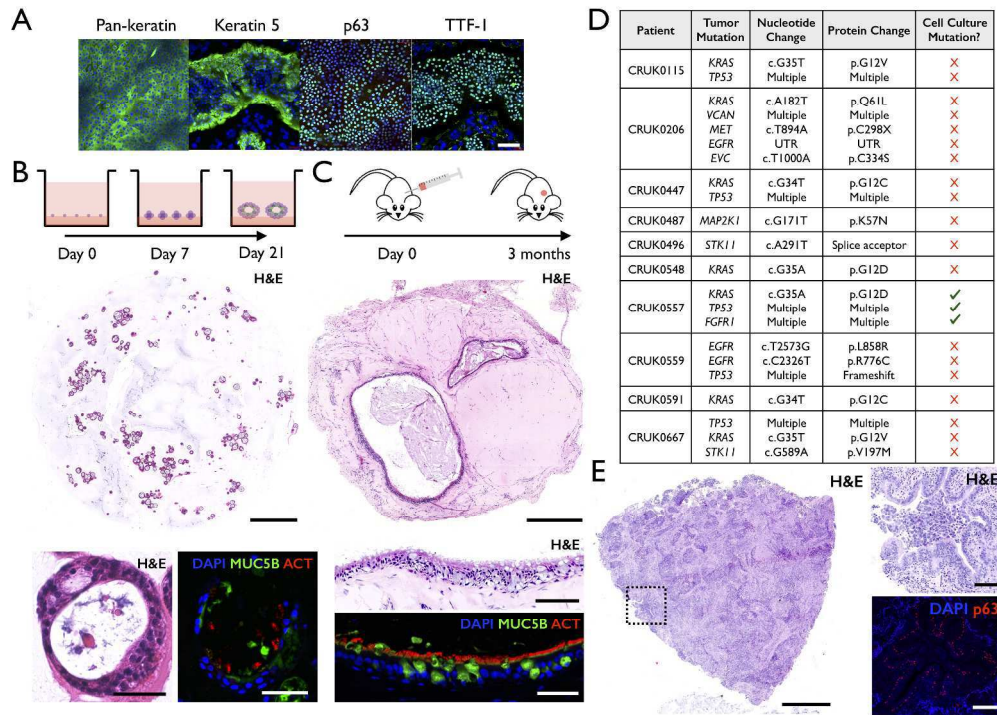 A
Pan-keratin Keratin 5 p63 TTF-1
B
Day 0 Day 7 Day 21
H&E
H&E
DAPI MUC5B ACT
C
Day 0 3 months
H&E
H&E
DAPI MUC5B ACT
D
Patient Tumor Mutation Nucleotide Change Protein Change Cell Culture Mutation?
CRUK0115 KRAS c.G35T p.G12V X
TP53 Multiple Multiple X
CRUK0206 KRAS c.A182T p.Q61L X
VCAN Multiple Multiple X
MET c.T894A p.C298X X
EGFR UTR UTR X
EVC c.T1000A p.C334S X
CRUK0447 KRAS c.G34T p.G12C X
TP53 Multiple Multiple X
CRUK0487 MAP2K1 c.G171T p.K57N X
CRUK0496 STK11 c.A291T Splice acceptor X
CRUK0548 KRAS c.G35A p.G12D X
CRUK0557 KRAS c.G35A p.G12D ✓
TP53 Multiple Multiple ✓
FGFR1 Multiple Multiple ✓
CRUK0559 EGFR c.T2573G p.L858R X
EGFR c.C2326T p.R776C X
TP53 Multiple Frameshift X
CRUK0591 KRAS c.G34T p.G12C X
CRUK0667 TP53 Multiple Multiple X
KRAS c.G35T p.G12V X
STK11 c.G589A p.V197M X
E
H&E
H&E
DAPI p63